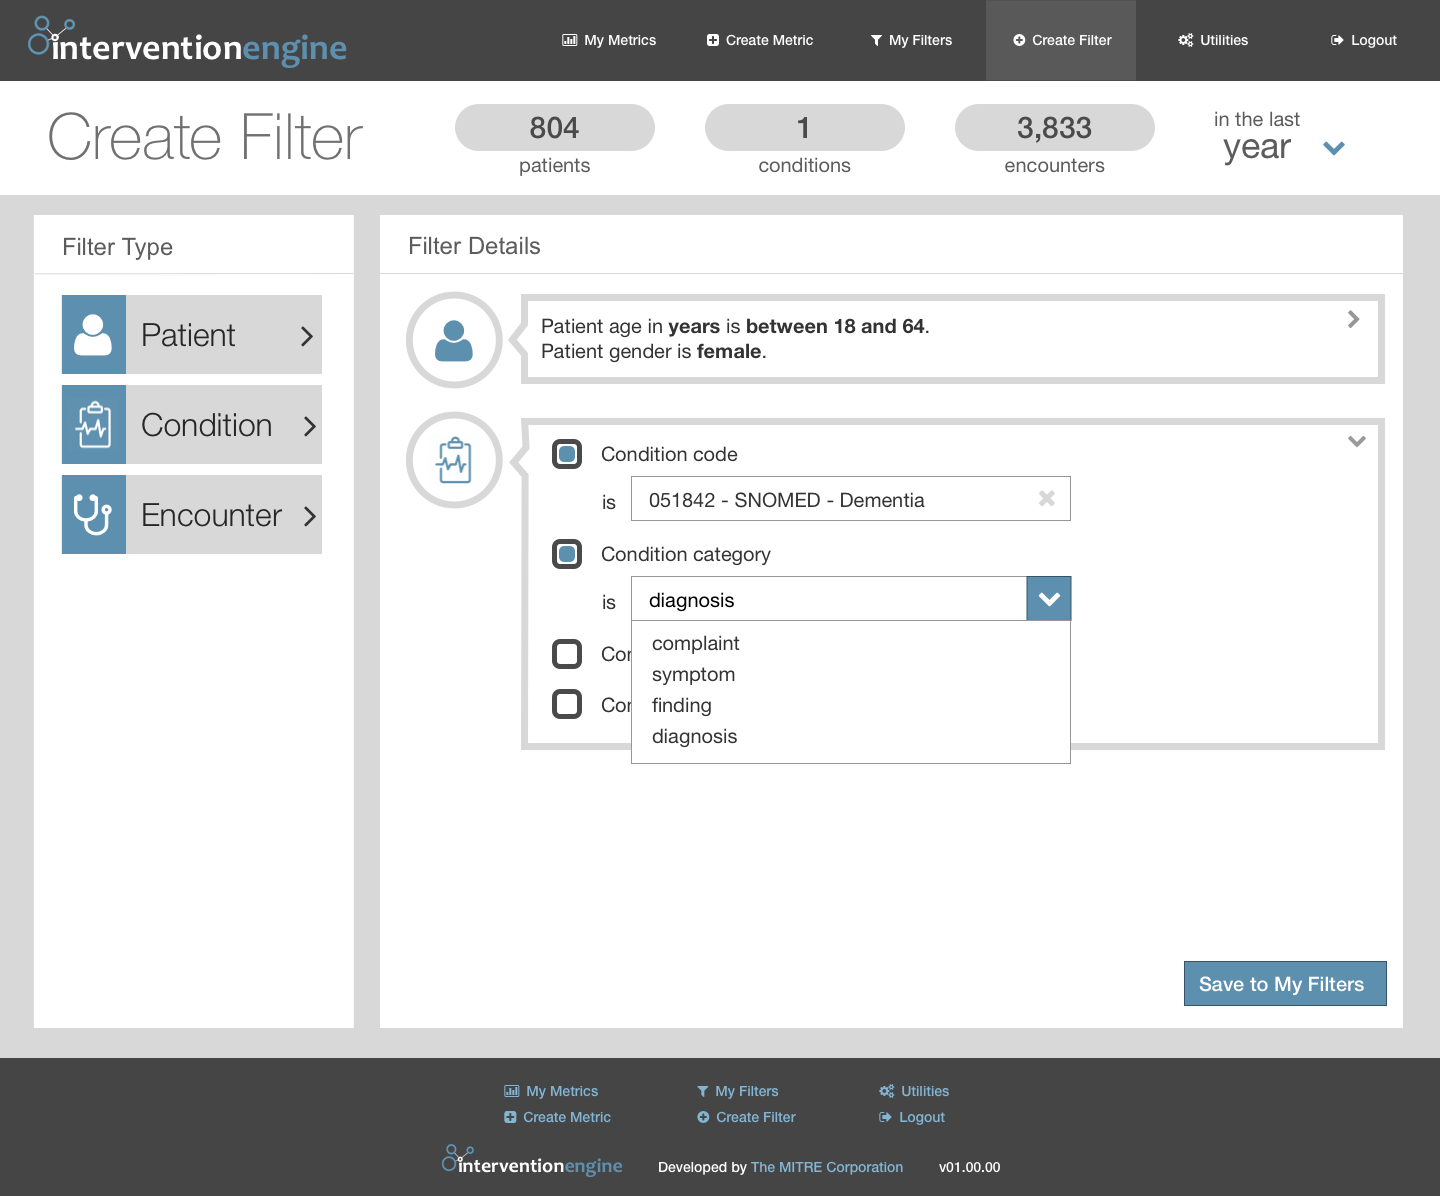 interventionengine
My Metrics
Create Metric
My Filters
Create Filter
Utilities
Logout
Create Filter
804
patients
1
conditions
3,833
encounters
in the last
year
Filter Type
Patient
Condition
Encounter
Filter Details
Patient age in years is between 18 and 64.
Patient gender is female.
Condition code
is 051842 - SNOMED - Dementia
Condition category
is diagnosis
complaint
symptom
finding
diagnosis
Save to My Filters
My Metrics
My Filters
Utilities
Create Metric
Create Filter
Logout
interventionengine
Developed by The MITRE Corporation
v01.00.00